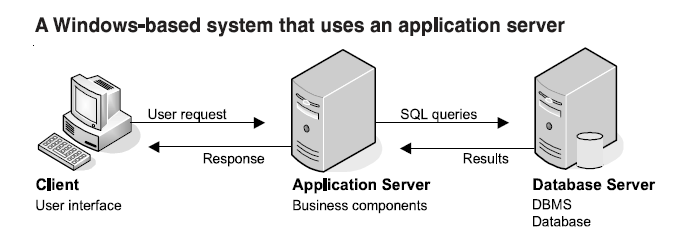 A Windows-based system that uses an application server
User request
SQL queries
Response
Results
Client
Application Server
Database Server
User interface
Business components
DBMS
Database